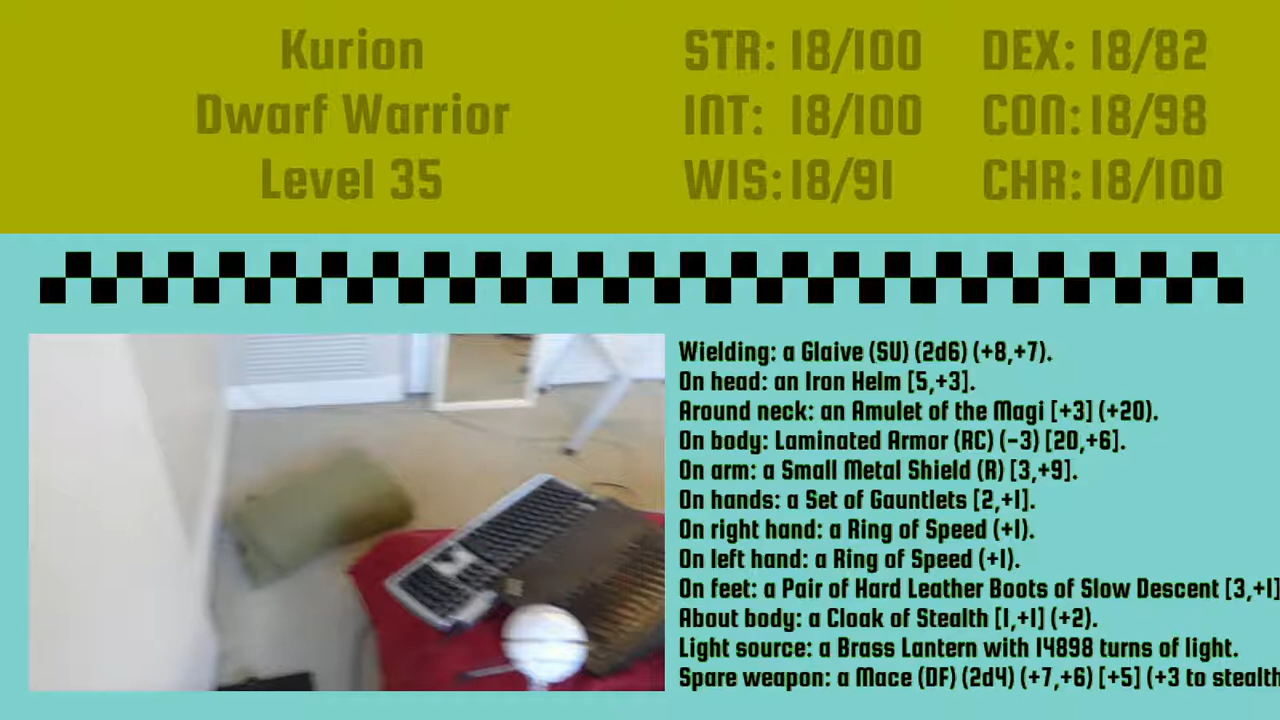 Kurion
Dwarf Warrior
Level 35
STR: 18/100 DEX: 18/82
INT: 18/100 CON: 18/98
WIS: 18/91 CHR: 18/100
Wielding: a Glaive (SU) (2d6) (+8,+7).
On head: an Iron Helm [5,+3].
Around neck: an Amulet of the Magi [+3] (+20).
On body: Laminated Armor (RC) (-3) [20,+6].
On arm: a Small Metal Shield (R) [3,+9].
On hands: a Set of Gauntlets [2,+1].
On right hand: a Ring of Speed (+1).
On left hand: a Ring of Speed (+1).
On feet: a Pair of Hard Leather Boots of Slow Descent [3,+1]
About body: a Cloak of Stealth [1,+1] (+2).
Light source: a Brass Lantern with 14898 turns of light.
Spare weapon: a Mace (DF) (2d4) (+7,+6) [+5] (+3 to stealth